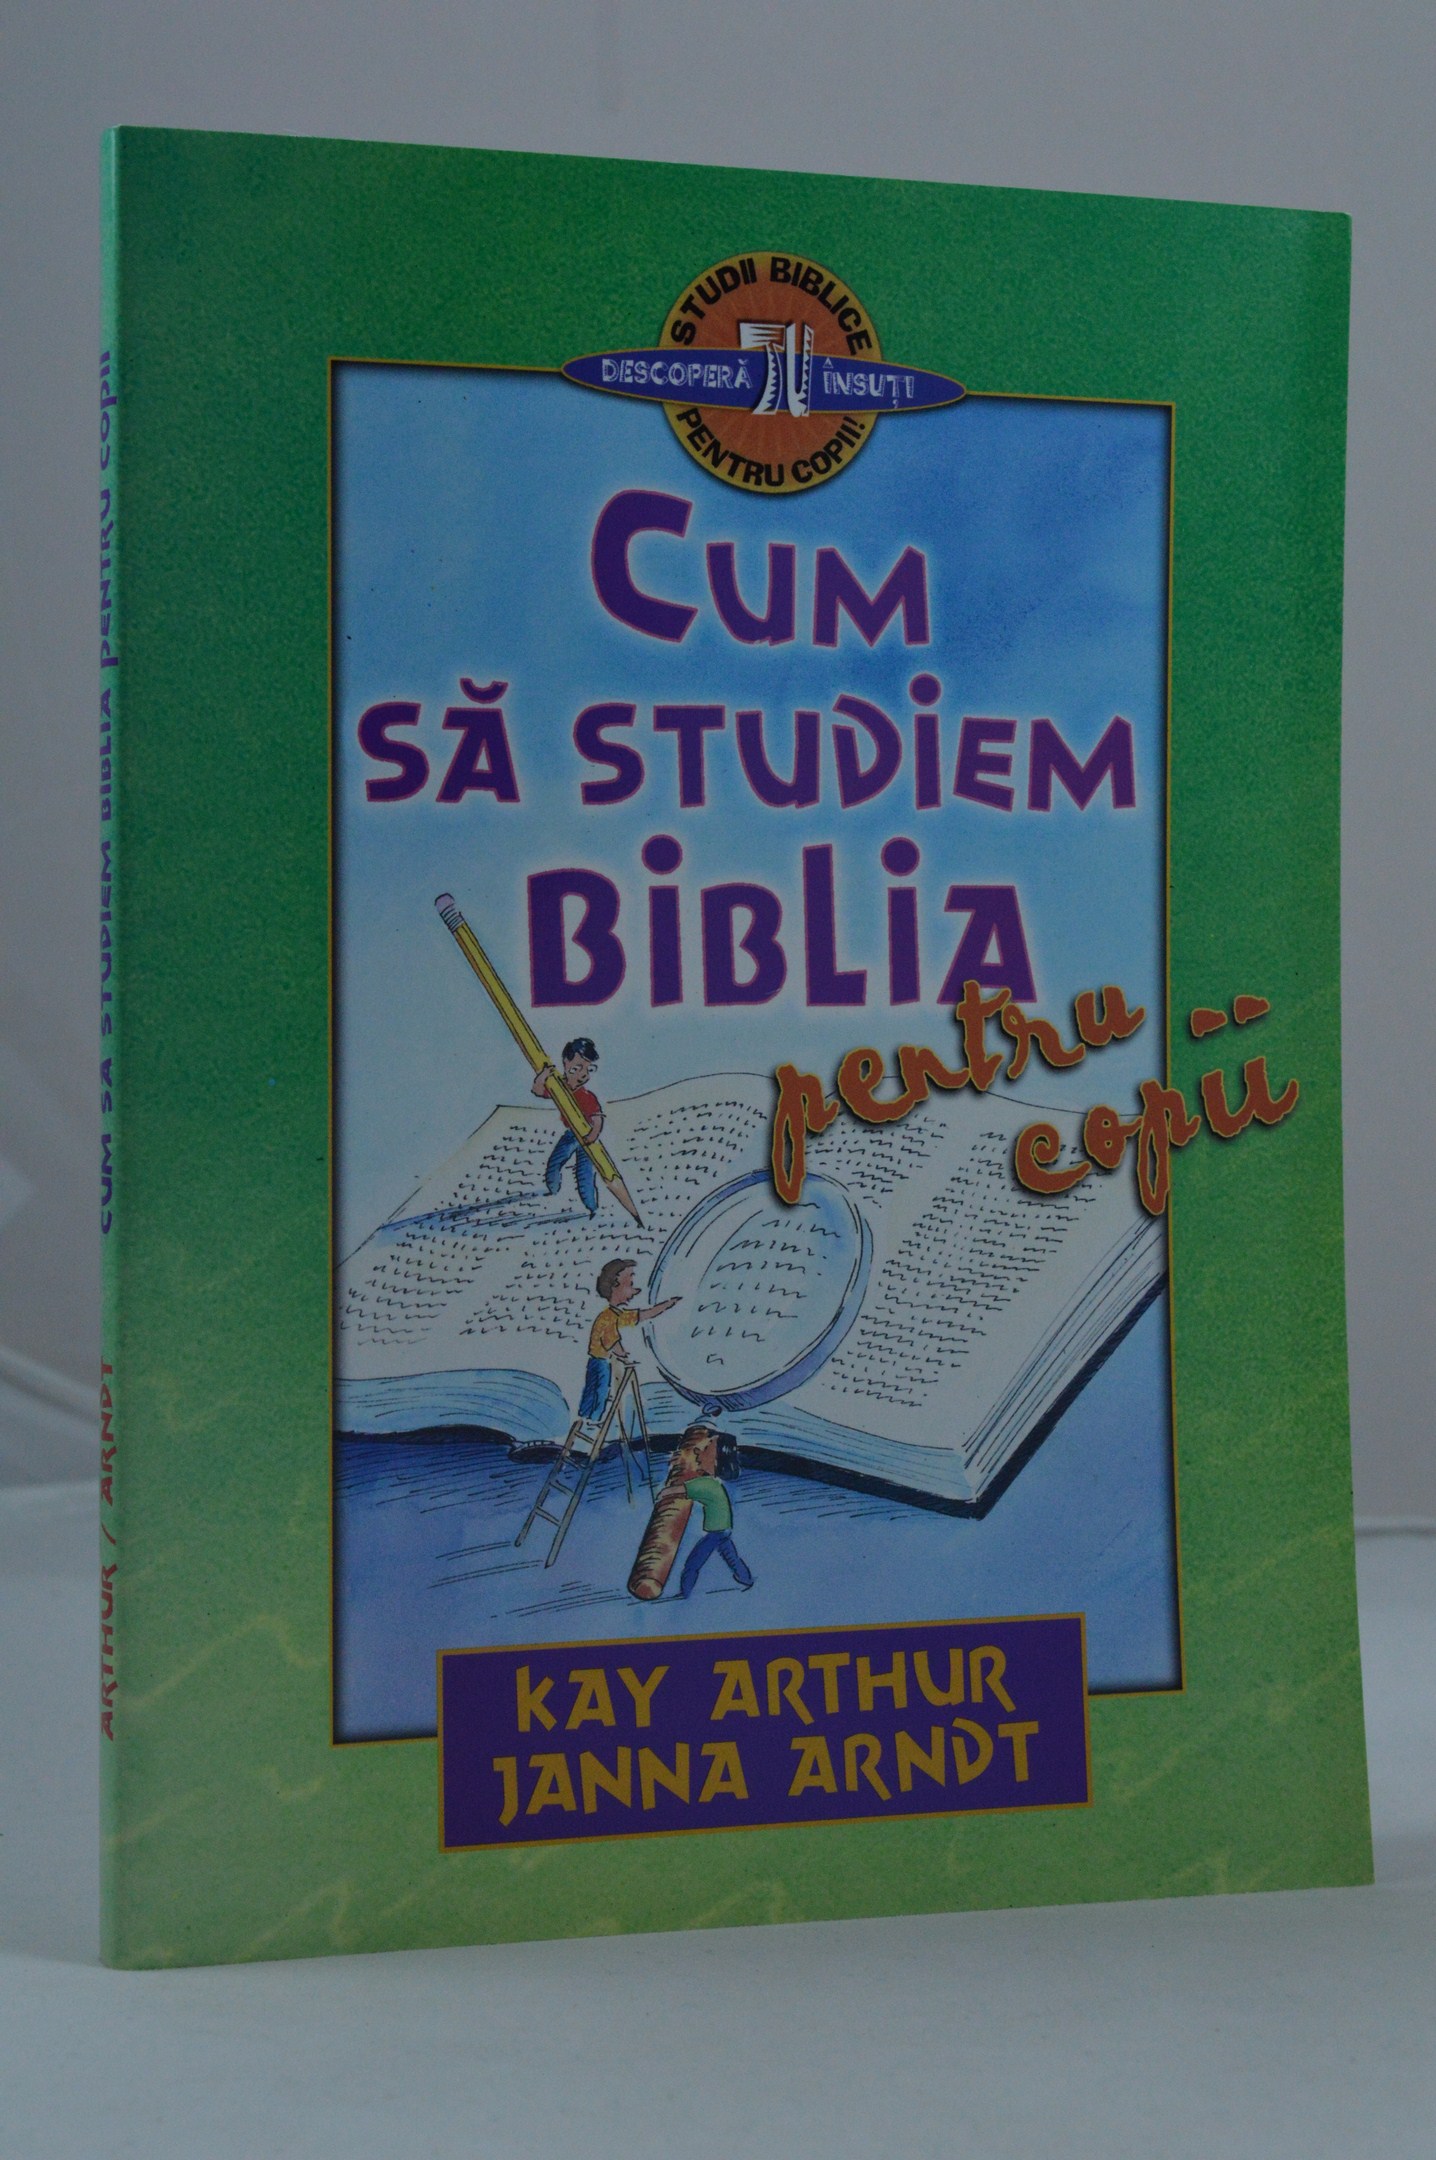 STUDII BIBLICE
DESCOPERĂ TU ÎNSUȚI
PENTRU COPII!
CUM
SĂ STUDIEM
BIBLIA
pentru
copii
KAY ARTHUR
JANNA ARNDT
ARTHUR / ARNDT CUM SĂ STUDIEM BIBLIA PENTRU COPII